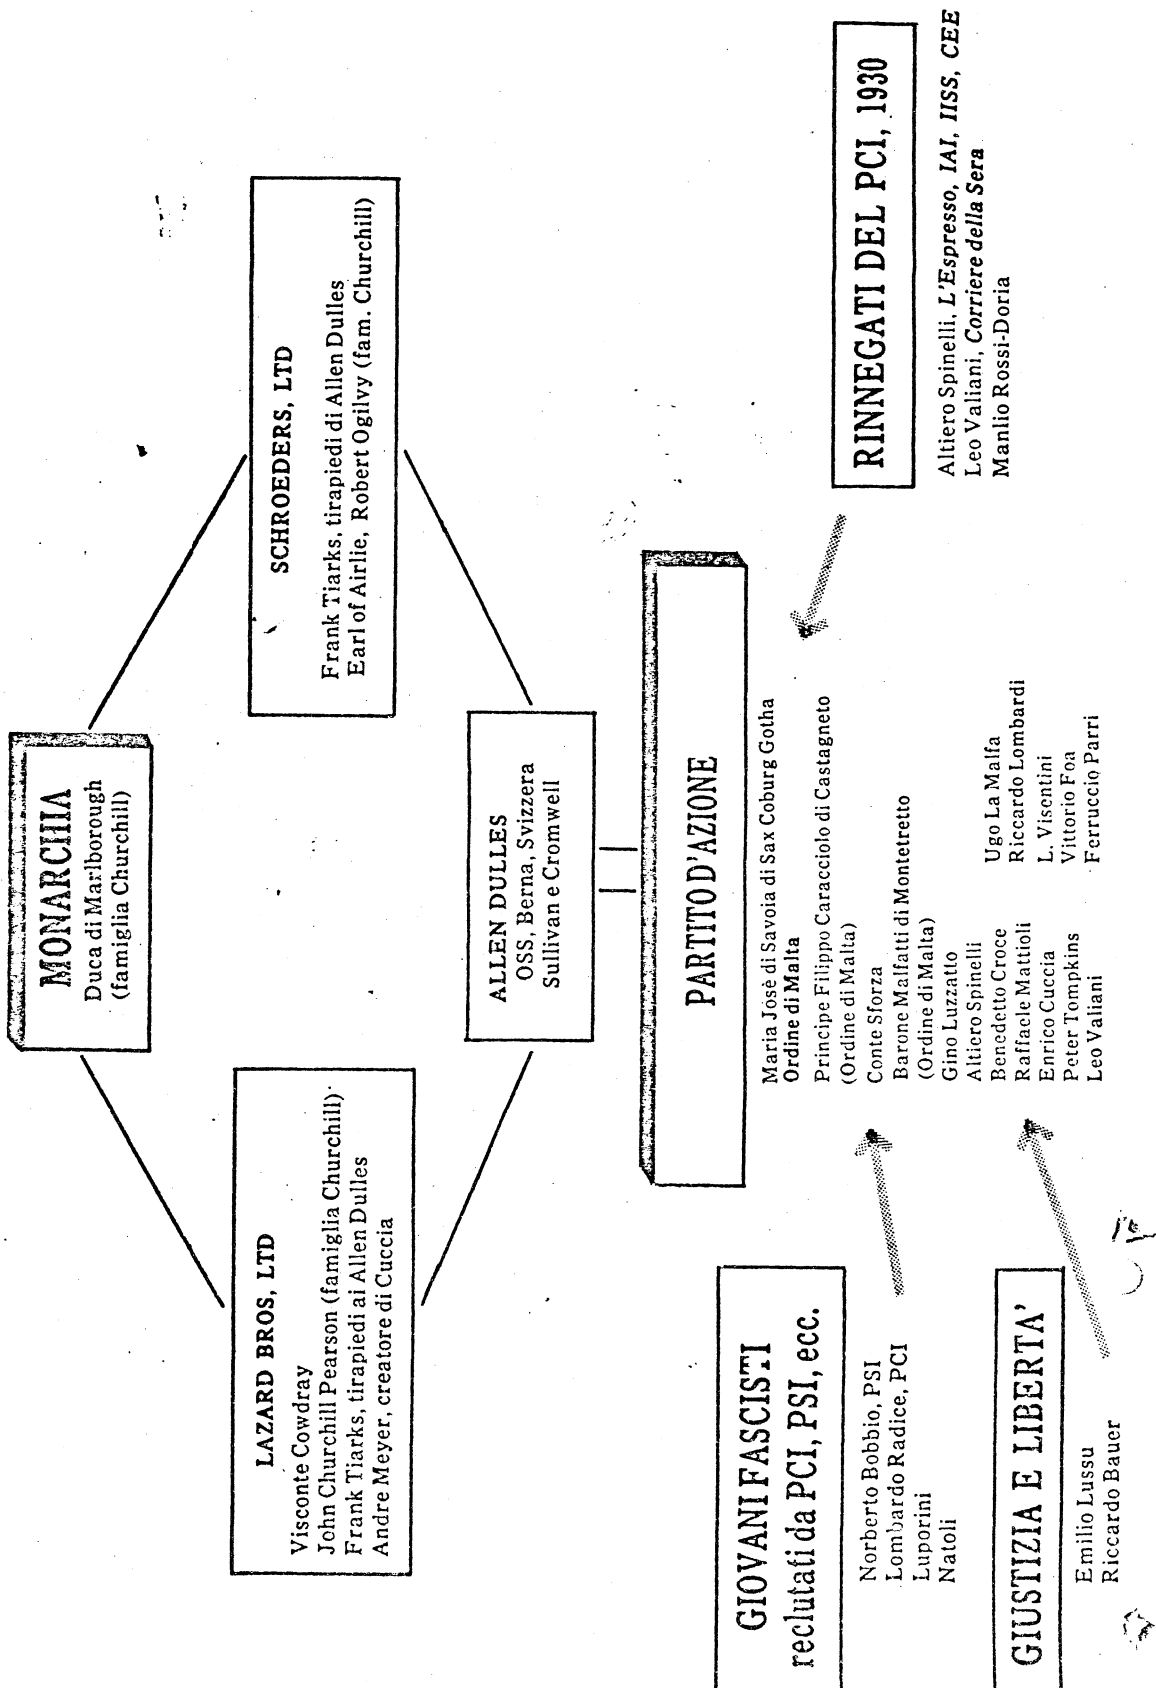 MONARCHIA
Duca di Marlborough
(famiglia Churchill)
LAZARD BROS, LTD
Visconte Cowdray
John Churchill Pearson (famiglia Churchill)
Frank Tiarks, tirapiedi ai Allen Dulles
Andre Meyer, creatore di Cuccia
SCHROEDERS, LTD
Frank Tiarks, tirapiedi di Allen Dulles
Earl of Airlie, Robert Ogilvy (fam. Churchill)
ALLEN DULLES
OSS, Berna, Svizzera
Sullivan e Cromwell
PARTITO D'AZIONE
Maria Josè di Savoia di Sax Coburg Gotha
Ordine di Malta
Principe Filippo Caracciolo di Castagneto
(Ordine di Malta)
Conte Sforza
Barone Malfatti di Montetretto
(Ordine di Malta)
Gino Luzzatto
Altiero Spinelli
Benedetto Croce
Raffaele Mattioli
Enrico Cuccia
Peter Tompkins
Leo Valiani
Ugo La Malfa
Riccardo Lombardi
L. Visentini
Vittorio Foa
Ferruccio Parri
GIOVANI FASCISTI
reclutati da PCI, PSI, ecc.
Norberto Bobbio, PSI
Lombardo Radice, PCI
Luporini
Natoli
GIUSTIZIA E LIBERTA'
Emilio Lussu
Riccardo Bauer
RINNEGATI DEL PCI, 1930
Altiero Spinelli, L'Espresso, IAI, IISS, CEE
Leo Valiani, Corriere della Sera
Manlio Rossi-Doria